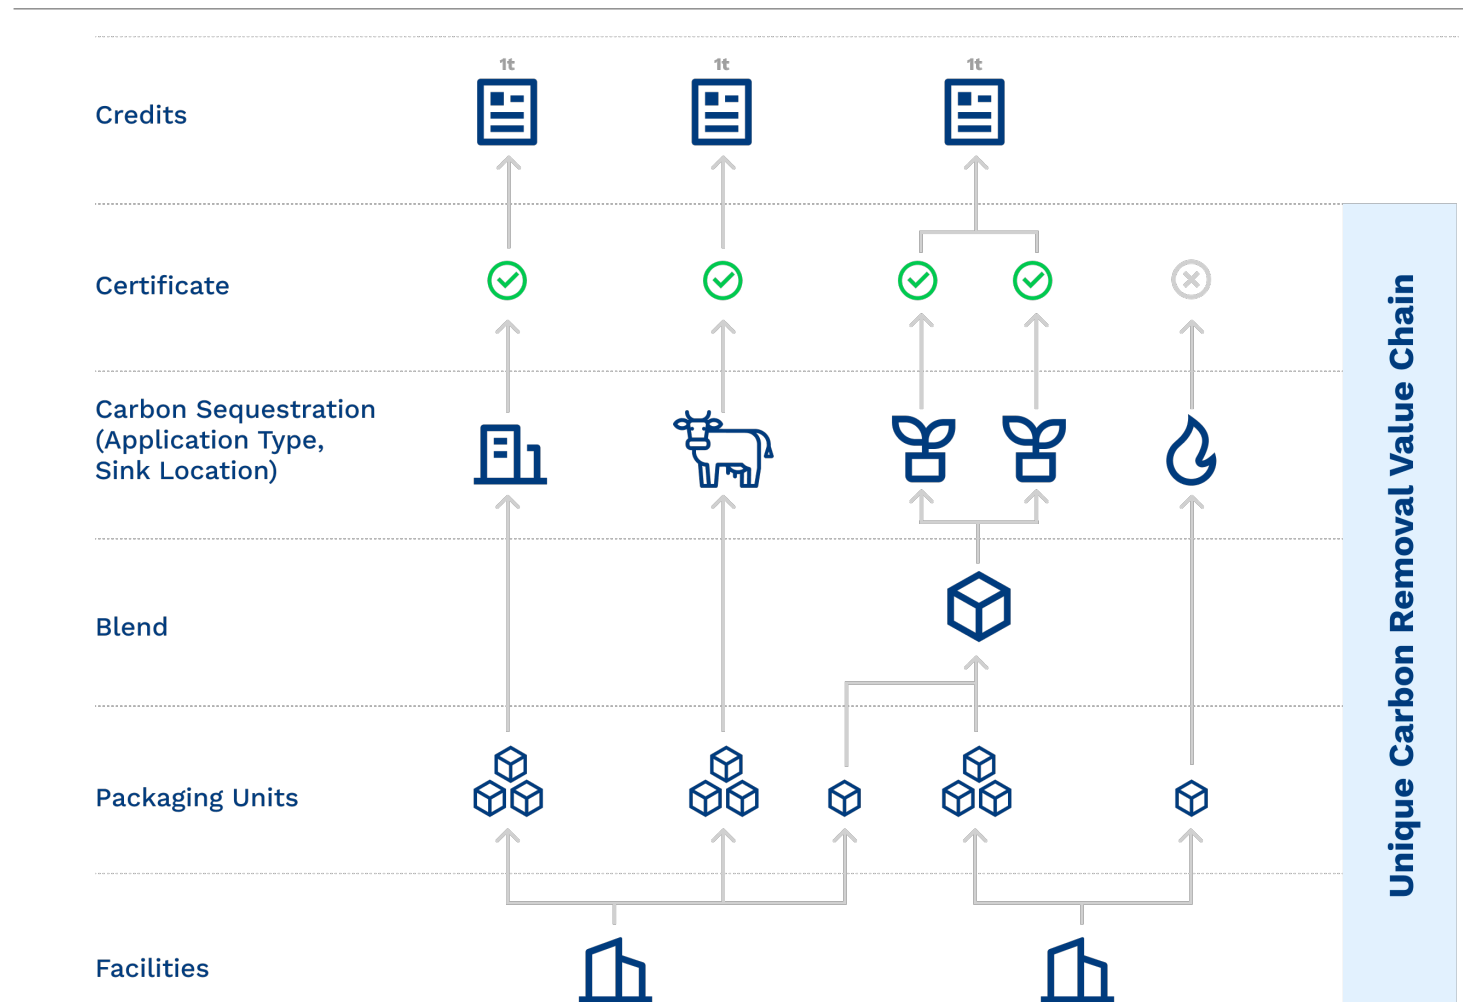 1t
1t
1t
Credits
Certificate
Carbon Sequestration
(Application Type,
Sink Location)
Blend
Packaging Units
Facilities
Unique Carbon Removal Value Chain